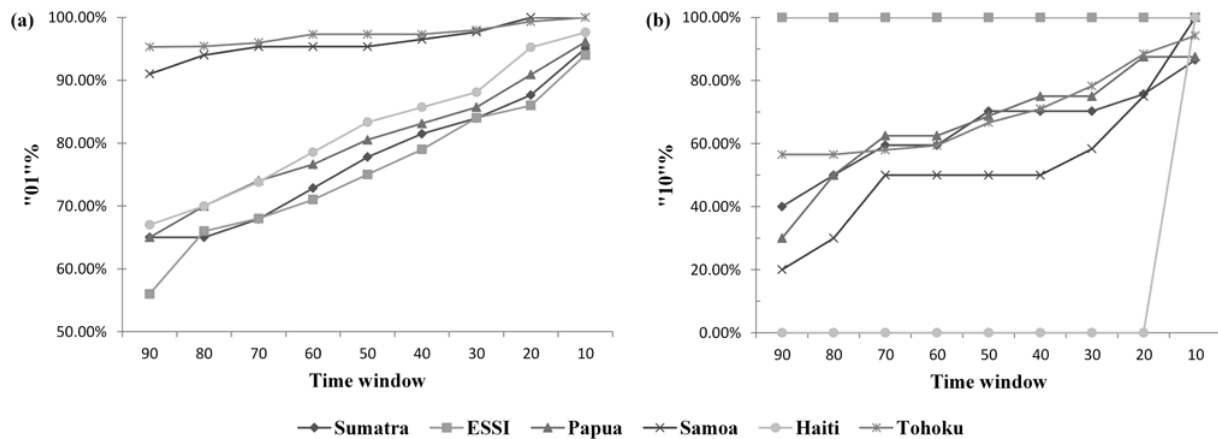 (a)
100.00%
90.00%
80.00%
70.00%
60.00%
50.00%
"01"%
90 80 70 60 50 40 30 20 10
Time window
(b)
100%
80.00%
60.00%
40.00%
20.00%
0.00%
"10"%
90 80 70 60 50 40 30 20 10
Time window
Sumatra ESSI Papua Samoa Haiti Tohoku